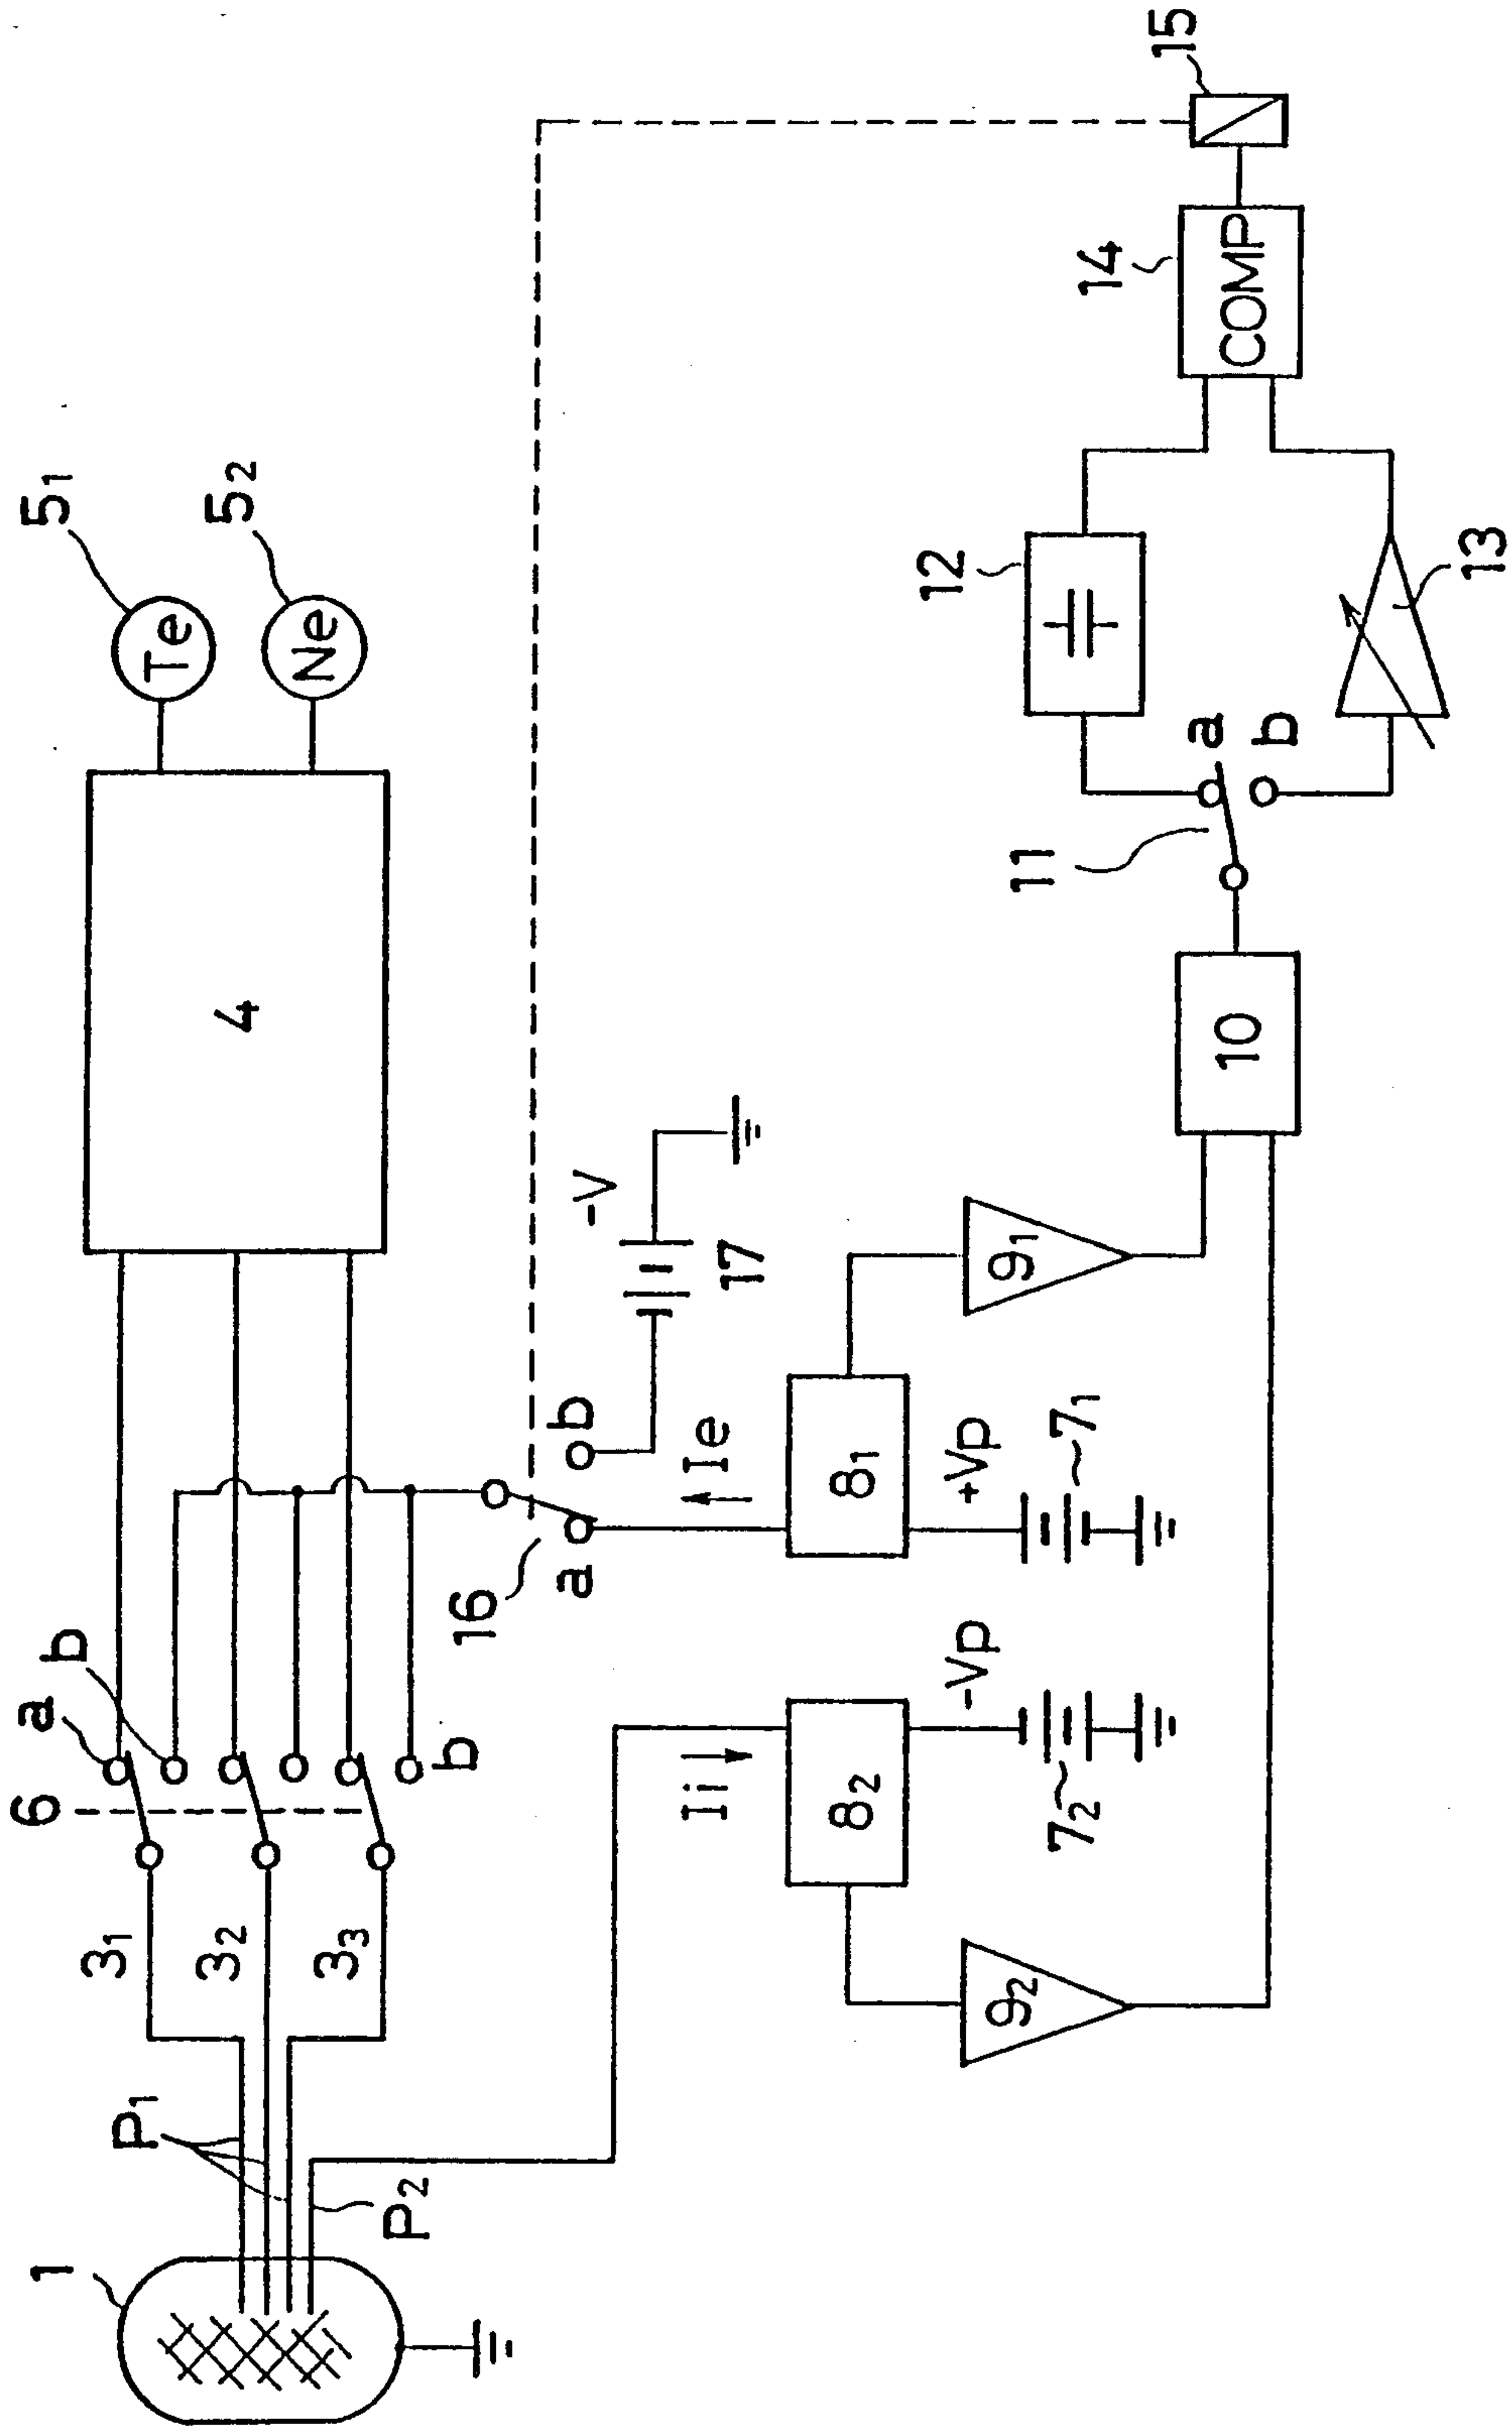 1
P₁
P₂
3₁
3₂
3₃
6
a
b
b
4
5₁
Te
5₂
Ne
16
a
b
-V
17
Ii
Ie
8₂
8₁
-Vp
7₂
+Vp
7₁
9₂
9₁
10
11
a
b
12
13
14
COMP
15